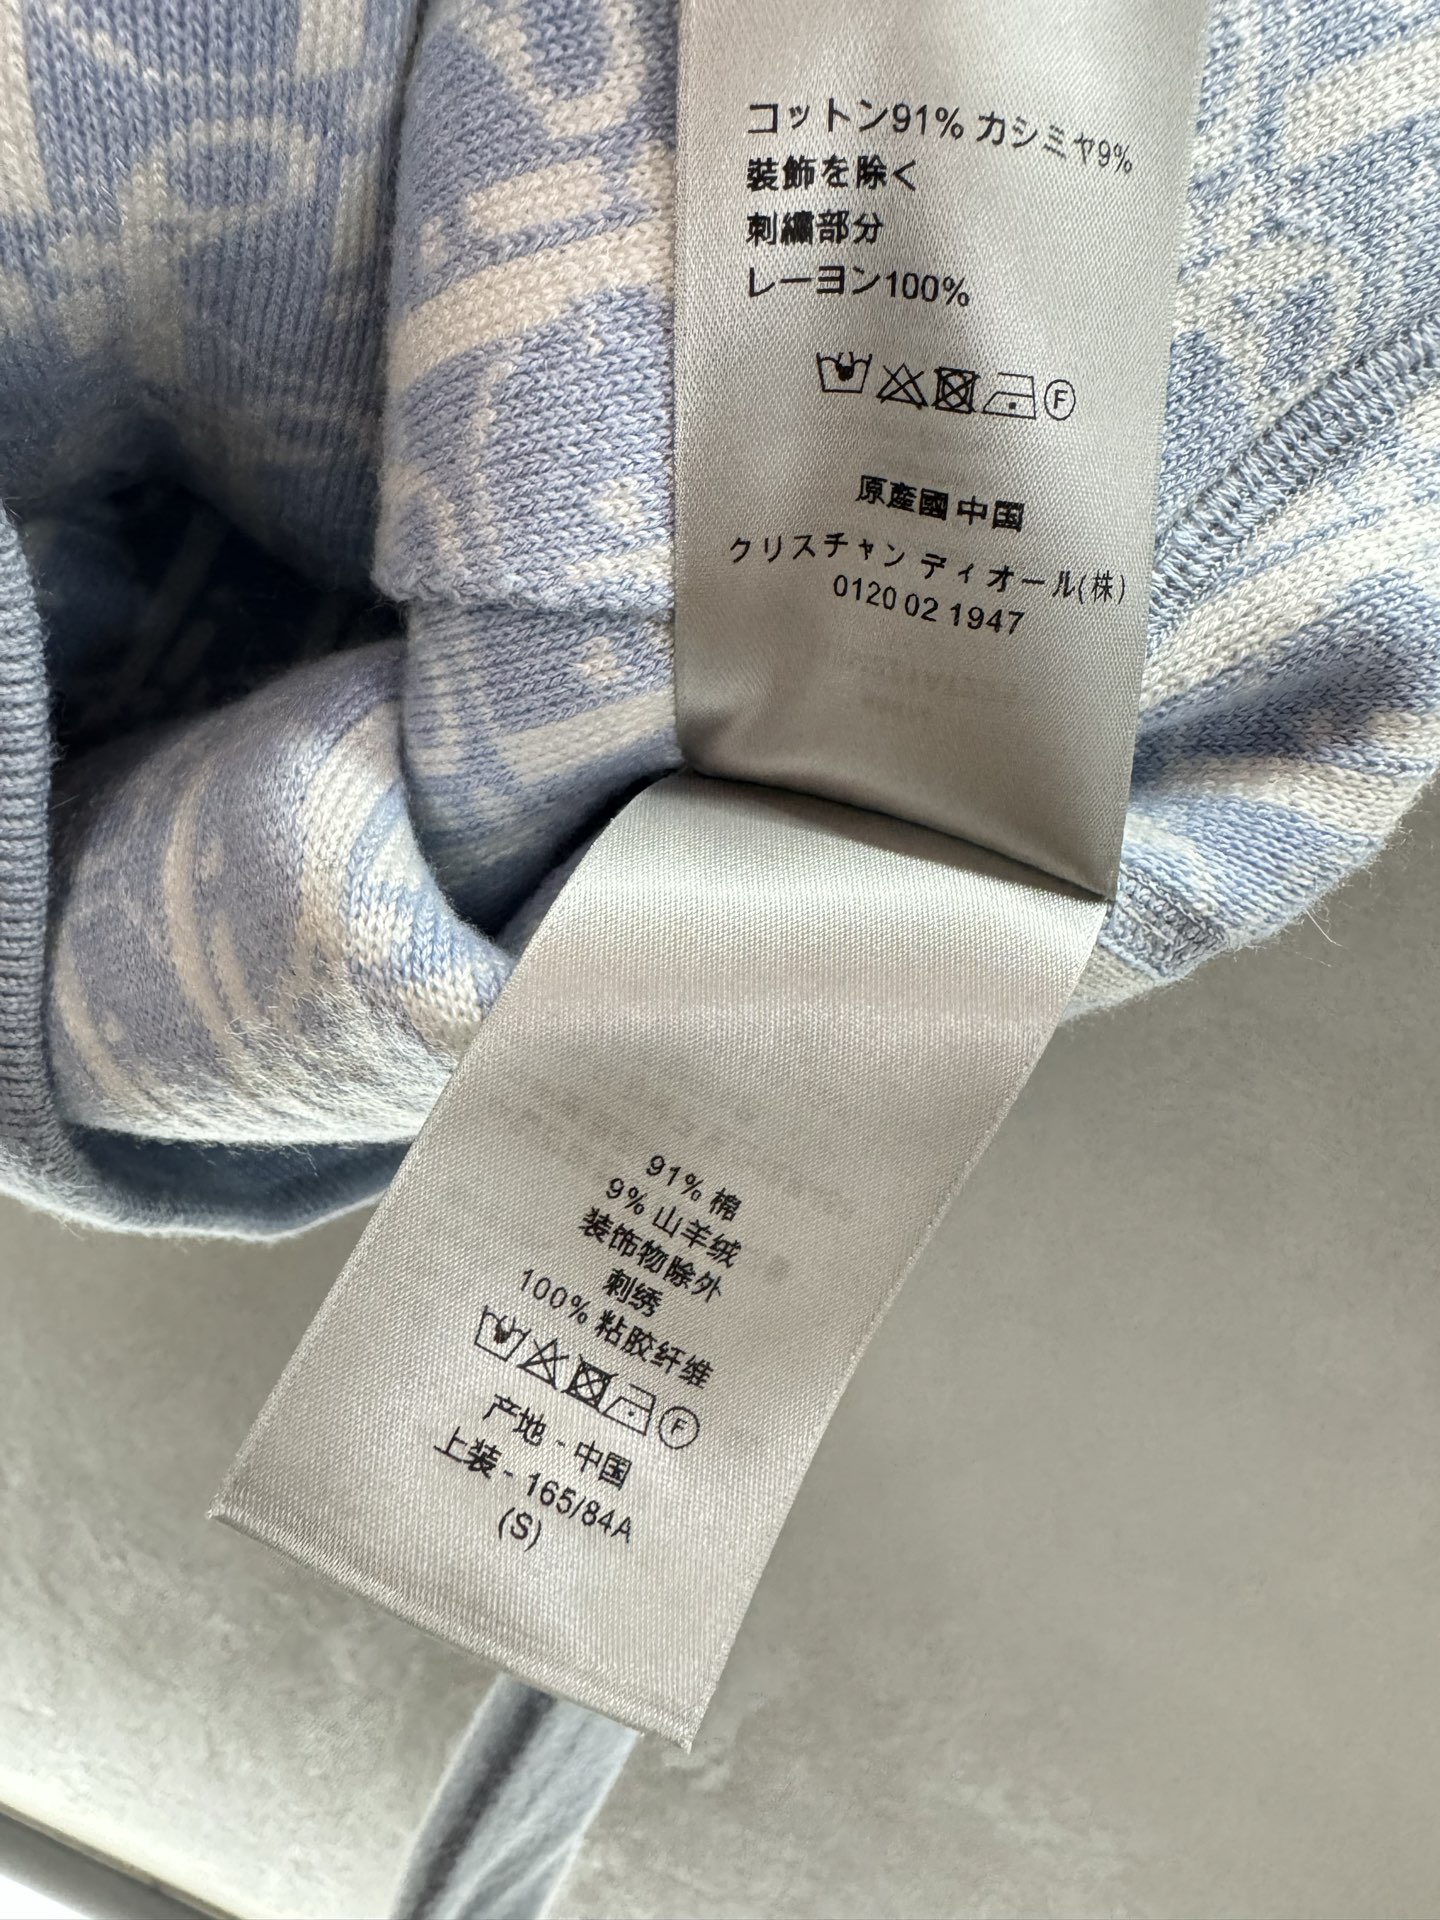 コットン91% カシミヤ9%
装飾を除く
刺繍部分
レーヨン100%
F
原産國 中国
クリスチャン ディオール(株)
0120 02 1947
91% 棉
9% 山羊绒
装饰物除外
刺绣
100% 粘胶纤维
F
产地 - 中国
上装 - 165/84A
(S)